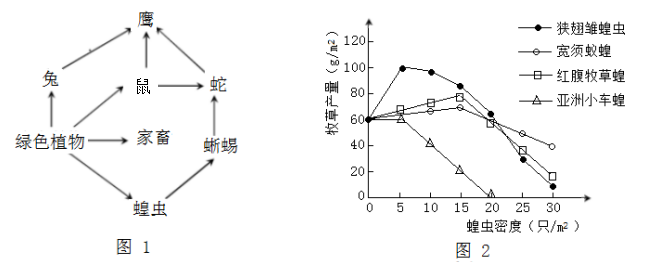 鹰
兔
鼠
蛇
绿色植物
家畜
蜥蜴
蝗虫
图 1
牧草产量（g/m²）
120
100
80
60
40
20
0
0 5 10 15 20 25 30
蝗虫密度（只/m²）
图 2
狭翅雏蝗虫
宽须蚁蝗
红腹牧草蝗
亚洲小车蝗